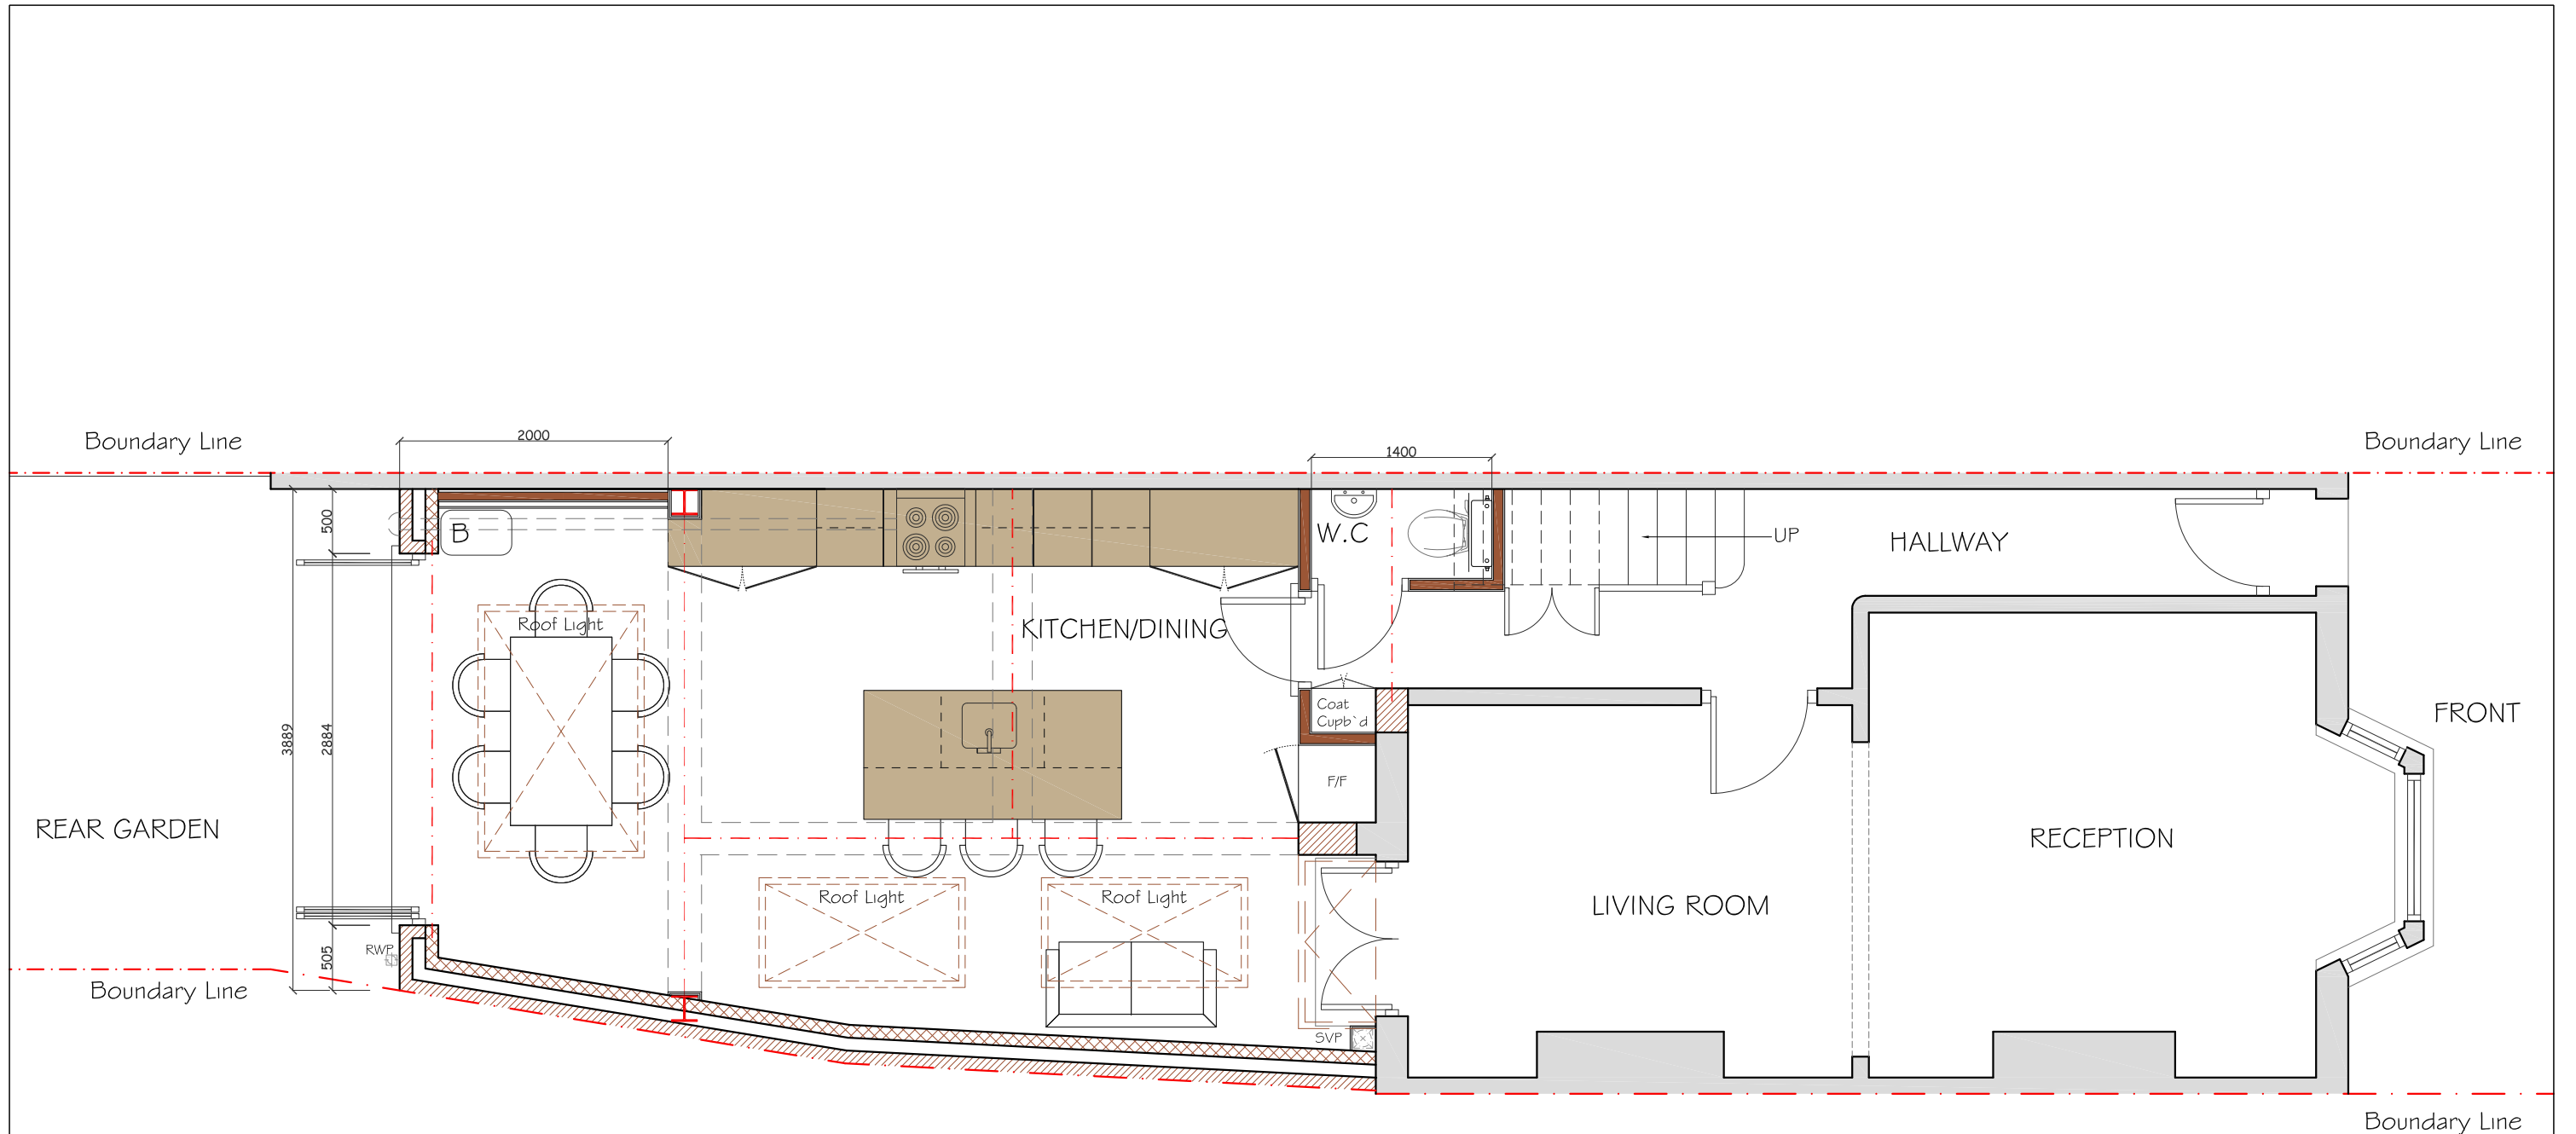 Boundary Line
2000
1400
Boundary Line
500
B
W.C
UP
HALLWAY
Roof Light
KITCHEN/DINING
Coat
Cupb`d
FRONT
3889
2884
F/F
REAR GARDEN
RECEPTION
Roof Light
Roof Light
LIVING ROOM
RWP
505
Boundary Line
SVP
Boundary Line